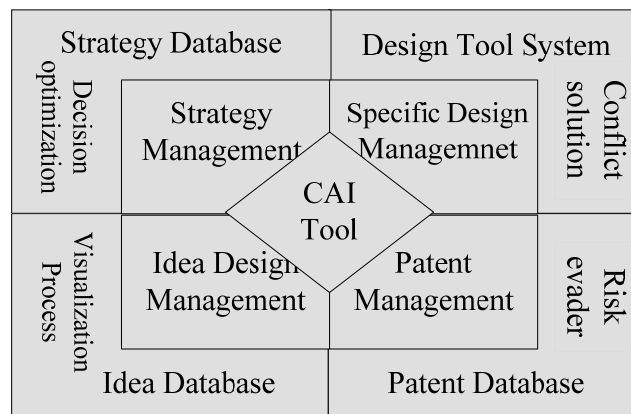 Strategy Database
Design Tool System
Decision
optimization
Strategy
Management
Specific Design
Managemnet
Conflict
solution
CAI
Tool
Visualization
Process
Idea Design
Management
Patent
Management
Risk
evader
Idea Database
Patent Database